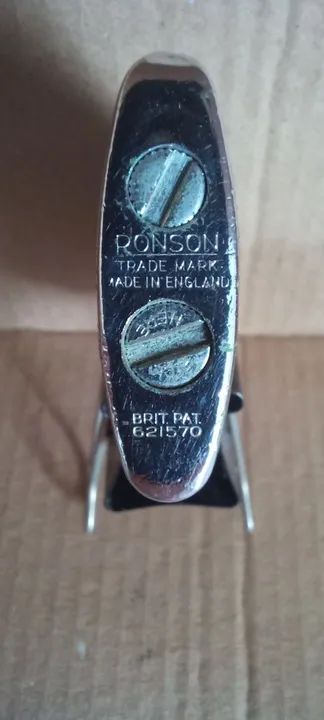 RONSON
TRADE MARK
MADE IN ENGLAND
BRIT. PAT.
621570